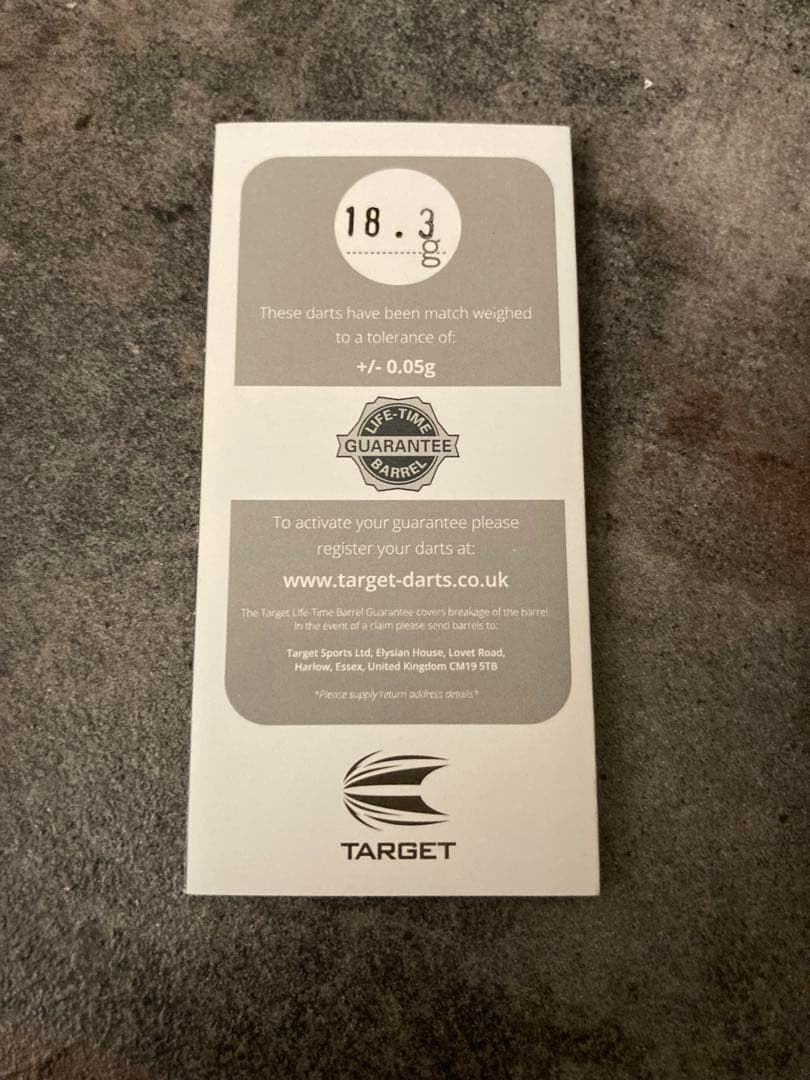 18.3
g
These darts have been match weighed
to a tolerance of:
+/- 0.05g
LIFE-TIME
GUARANTEE
BARREL
To activate your guarantee please
register your darts at:
www.target-darts.co.uk
The Target Life-Time Barrel Guarantee covers breakage of the barrel.
In the event of a claim please send barrels to:
Target Sports Ltd, Elysian House, Lovet Road,
Harlow, Essex, United Kingdom CM19 5TB
*Please supply return address details*
TARGET